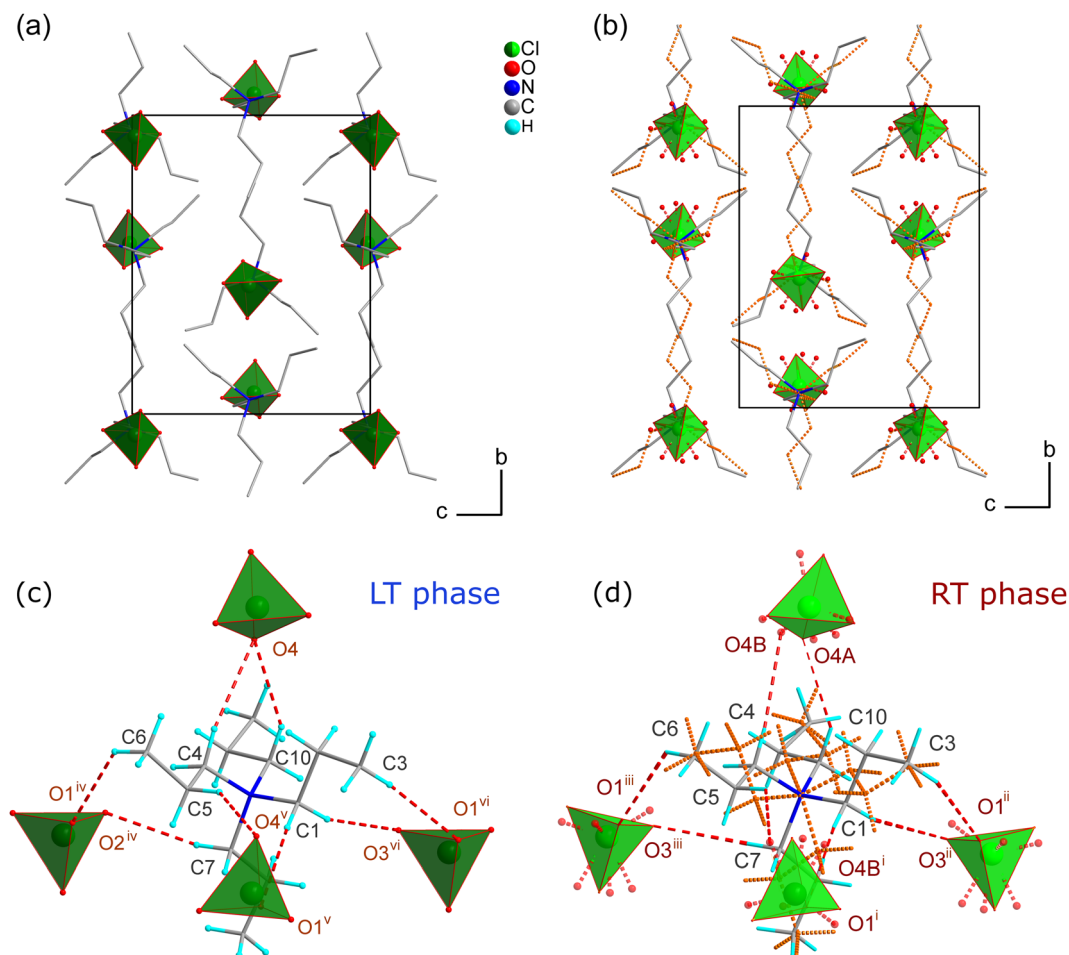 (a)
Cl
O
N
C
H
(b)
b
c
b
c
(c)
LT phase
O4
C6
C4
C10
C3
O1iv
C5
O4v
O1vi
O2iv
C1
O3vi
C7
O1v
(d)
RT phase
O4B
O4A
C6
C4
C10
C3
O1iii
C5
O1ii
C1
O3iii
C7
O4Bi
O3ii
O1i